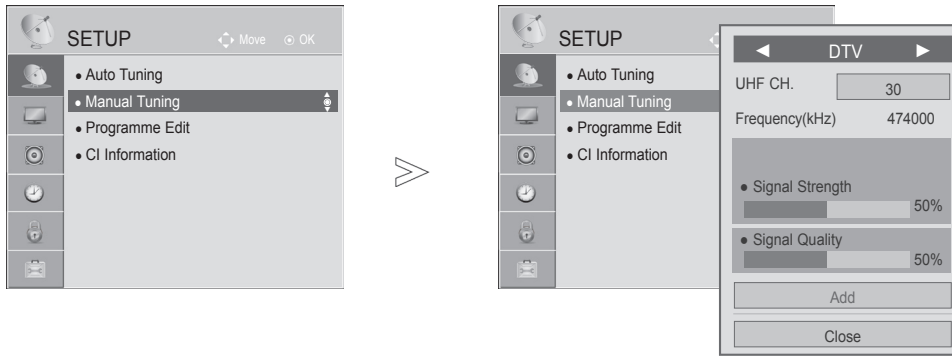 SETUP
Move OK
● Auto Tuning
● Manual Tuning
● Programme Edit
● CI Information
>
SETUP
● Auto Tuning
● Manual Tuning
● Programme Edit
● CI Information
◄ DTV ►
UHF CH. 30
Frequency(kHz) 474000
● Signal Strength
50%
● Signal Quality
50%
Add
Close